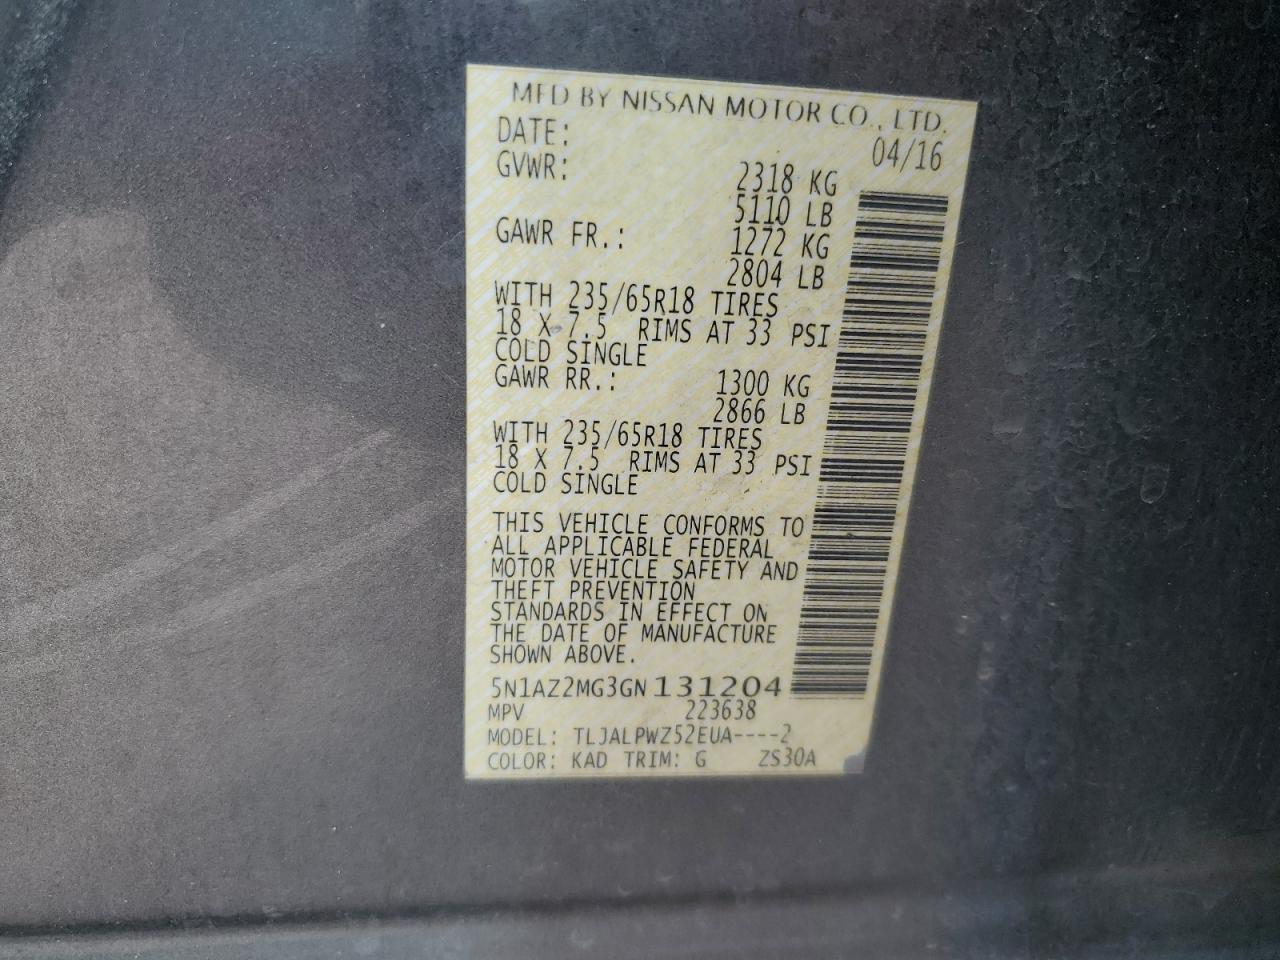 MFD BY NISSAN MOTOR CO., LTD.
DATE: 04/16
GVWR: 2318 KG
5110 LB
GAWR FR.: 1272 KG
2804 LB
WITH 235/65R18 TIRES
18 X 7.5 RIMS AT 33 PSI
COLD SINGLE
GAWR RR.: 1300 KG
2866 LB
WITH 235/65R18 TIRES
18 X 7.5 RIMS AT 33 PSI
COLD SINGLE
THIS VEHICLE CONFORMS TO
ALL APPLICABLE FEDERAL
MOTOR VEHICLE SAFETY AND
THEFT PREVENTION
STANDARDS IN EFFECT ON
THE DATE OF MANUFACTURE
SHOWN ABOVE.
5N1AZ2MG3GN131204
MPV 223638
MODEL: TLJALPWZ52EUA----2
COLOR: KAD TRIM: G ZS30A